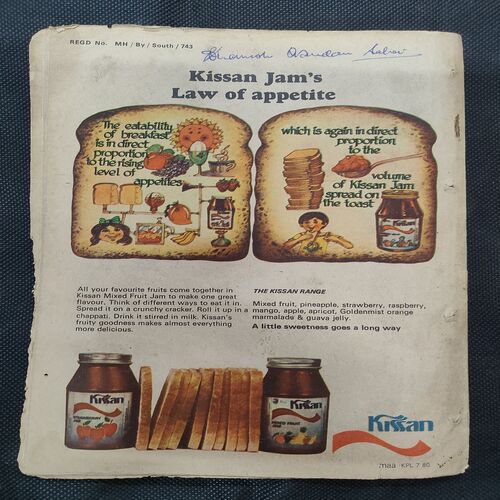 REGD No. MH / By / South / 743
Kissan Jam's
Law of appetite
The eatability
of breakfast
is in direct
proportion
to the rising
level of
appetites
which is again in direct
proportion
to the
volume
of Kissan Jam
spread on
the toast
Kissan
All your favourite fruits come together in
Kissan Mixed Fruit Jam to make one great
flavour. Think of different ways to eat it in.
Spread it on a crunchy cracker. Roll it up in a
chappati. Drink it stirred in milk. Kissan's
fruity goodness makes almost everything
more delicious.
THE KISSAN RANGE
Mixed fruit, pineapple, strawberry, raspberry,
mango, apple, apricot, Goldenmist orange
marmalade & guava jelly.
A little sweetness goes a long way
Kissan
STRAWBERRY
JAM
Kissan
MIXED FRUIT
JAM
Kissan
maa KPL 7 80